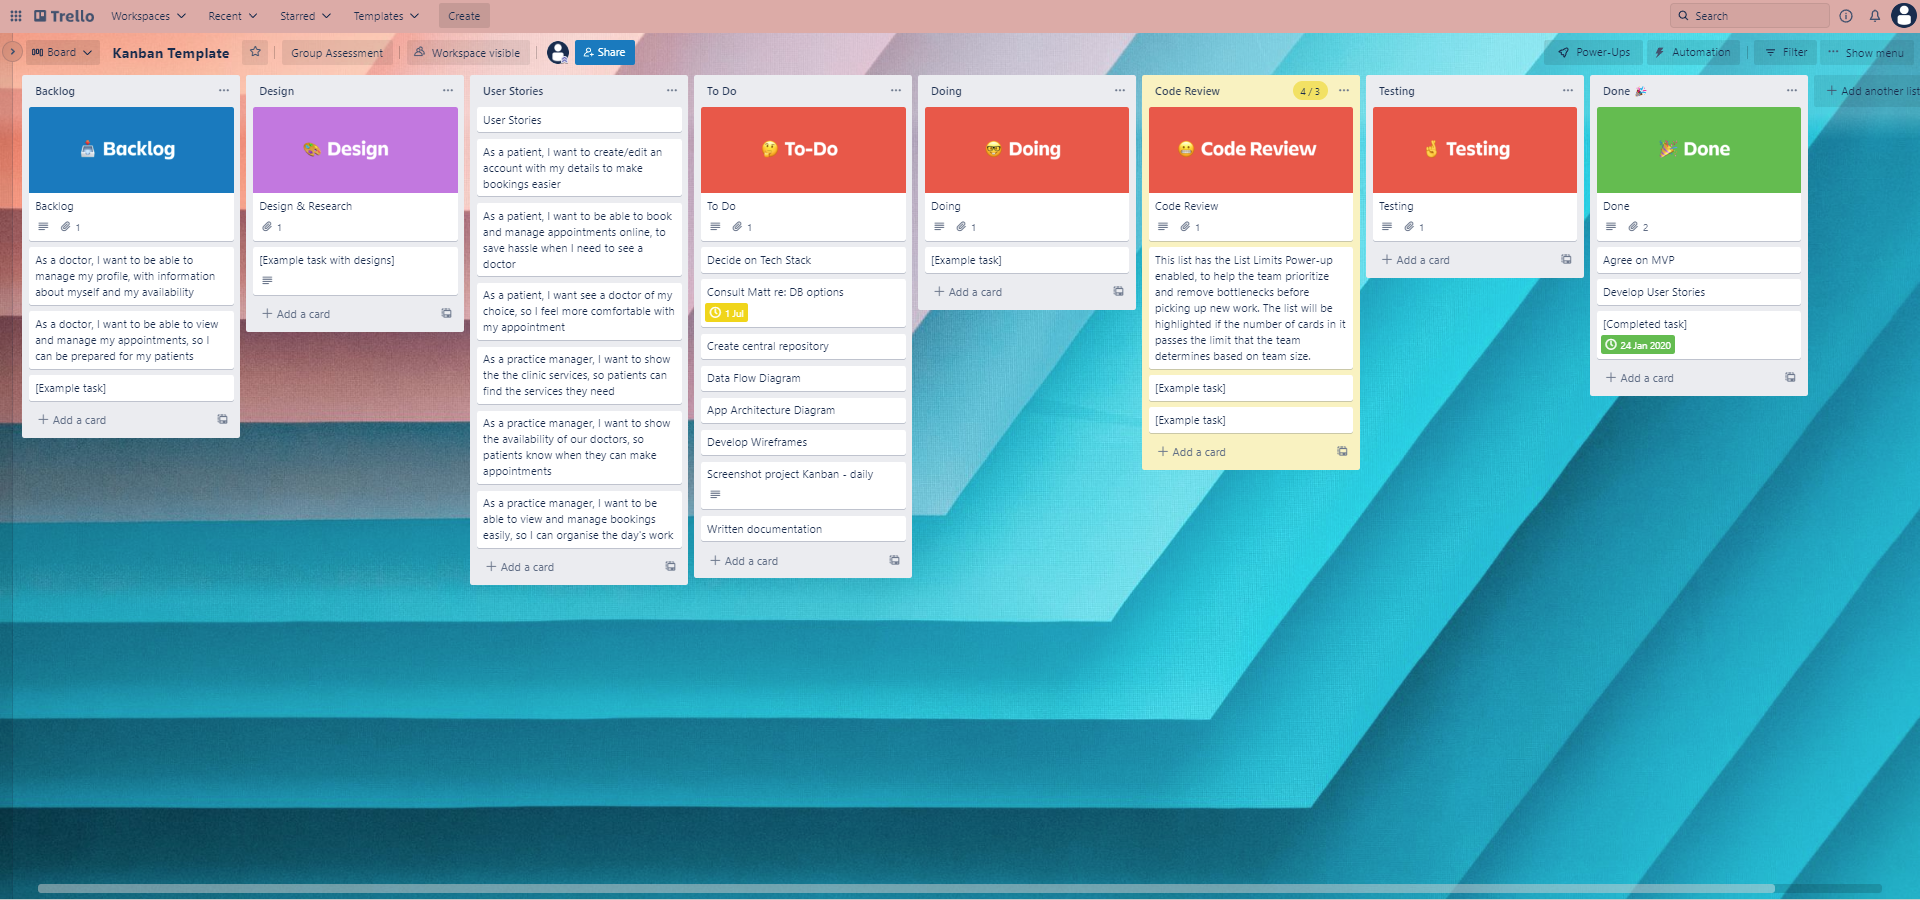 Trello
Workspaces
Recent
Starred
Templates
Create
Search
Board
Kanban Template
Group Assessment
Workspace visible
Share
Power-Ups
Automation
Filter
Show menu
Backlog
Backlog
Backlog
1
As a doctor, I want to be able to
manage my profile, with information
about myself and my availability
As a doctor, I want to be able to view
and manage my appointments, so I
can be prepared for my patients
[Example task]
Add a card
Design
Design
Design & Research
1
[Example task with designs]
Add a card
User Stories
User Stories
As a patient, I want to create/edit an
account with my details to make
bookings easier
As a patient, I want to be able to book
and manage appointments online, to
save hassle when I need to see a
doctor
As a patient, I want see a doctor of my
choice, so I feel more comfortable with
my appointment
As a practice manager, I want to show
the the clinic services, so patients can
find the services they need
As a practice manager, I want to show
the availability of our doctors, so
patients know when they can make
appointments
As a practice manager, I want to be
able to view and manage bookings
easily, so I can organise the day's work
Add a card
To Do
To-Do
To Do
1
Decide on Tech Stack
Consult Matt re: DB options
1 Jul
Create central repository
Data Flow Diagram
App Architecture Diagram
Develop Wireframes
Screenshot project Kanban - daily
Written documentation
Add a card
Doing
Doing
Doing
1
[Example task]
Add a card
Code Review
4 / 3
Code Review
Code Review
1
This list has the List Limits Power-up
enabled, to help the team prioritize
and remove bottlenecks before
picking up new work. The list will be
highlighted if the number of cards in it
passes the limit that the team
determines based on team size.
[Example task]
[Example task]
Add a card
Testing
Testing
Testing
1
Add a card
Done
Done
Done
2
Agree on MVP
Develop User Stories
[Completed task]
24 Jan 2020
Add a card
Add another list